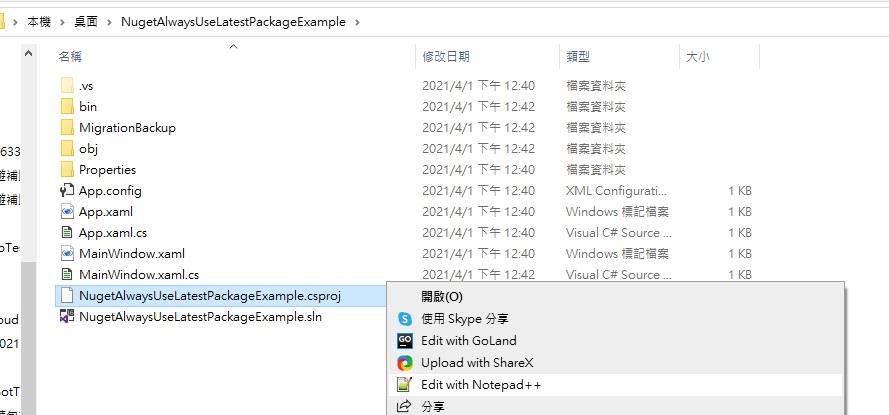 本機 > 桌面 > NugetAlwaysUseLatestPackageExample >
名稱 修改日期 類型 大小
.vs 2021/4/1 下午 12:40 檔案資料夾
bin 2021/4/1 下午 12:42 檔案資料夾
MigrationBackup 2021/4/1 下午 12:42 檔案資料夾
obj 2021/4/1 下午 12:42 檔案資料夾
633
Properties 2021/4/1 下午 12:40 檔案資料夾
App.config 2021/4/1 下午 12:40 XML Configurati... 1 KB
App.xaml 2021/4/1 下午 12:40 Windows 標記檔案 1 KB
App.xaml.cs 2021/4/1 下午 12:40 Visual C# Source ... 1 KB
MainWindow.xaml 2021/4/1 下午 12:40 Windows 標記檔案 1 KB
MainWindow.xaml.cs 2021/4/1 下午 12:42 Visual C# Source ... 1 KB
NugetAlwaysUseLatestPackageExample.csproj
開啟(O)
NugetAlwaysUseLatestPackageExample.sln
使用 Skype 分享
oud
GO Edit with GoLand
021
Upload with ShareX
Edit with Notepad++
分享